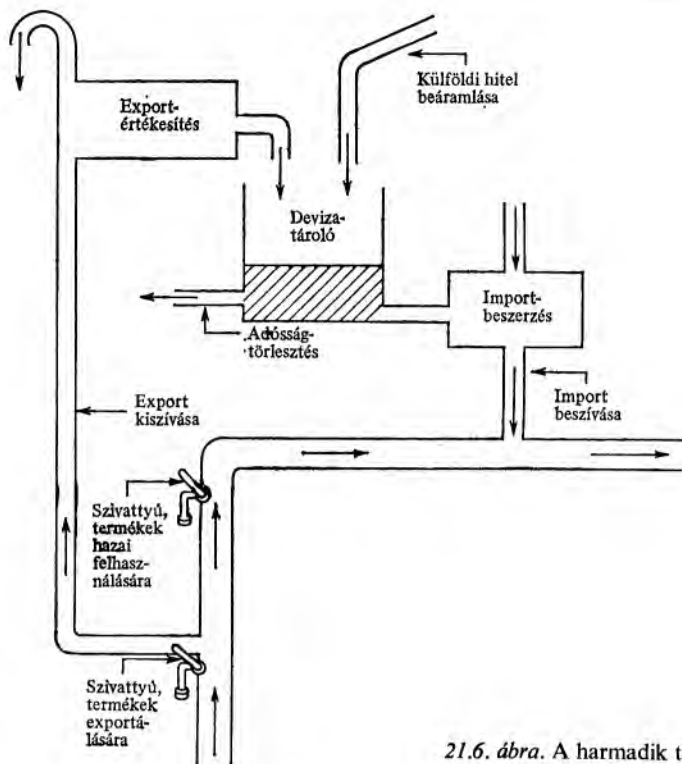 Külföldi hitel
beáramlása
Export-
értékesítés
Deviza-
tároló
Import-
beszerzés
Adósság-
törlesztés
Export
kiszívása
Import
beszívása
Szivattyú,
termékek
hazai
felhasz-
nálására
Szivattyú,
termékek
exportá-
lására
21.6. ábra. A harmadik t